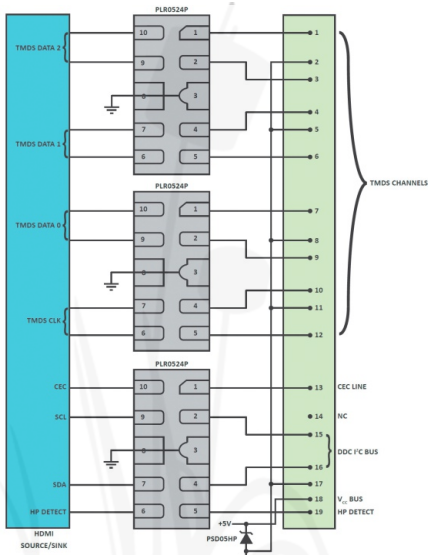 PLR0524P
TMDS DATA 2
10 1
9 2
8 3
7 4
6 5
TMDS DATA 1
PLR0524P
TMDS DATA 0
10 1
9 2
8 3
7 4
6 5
TMDS CLK
PLR0524P
CEC 10 1
SCL 9 2
8 3
SDA 7 4
HP DETECT 6 5
HDMI
SOURCE/SINK
+5V
PSD05HP
1
2
3
4
5
6
7
8
9
10
11
12
TMDS CHANNELS
13 CEC LINE
14 NC
15
DDC I²C BUS
16
17
18 Vcc BUS
19 HP DETECT